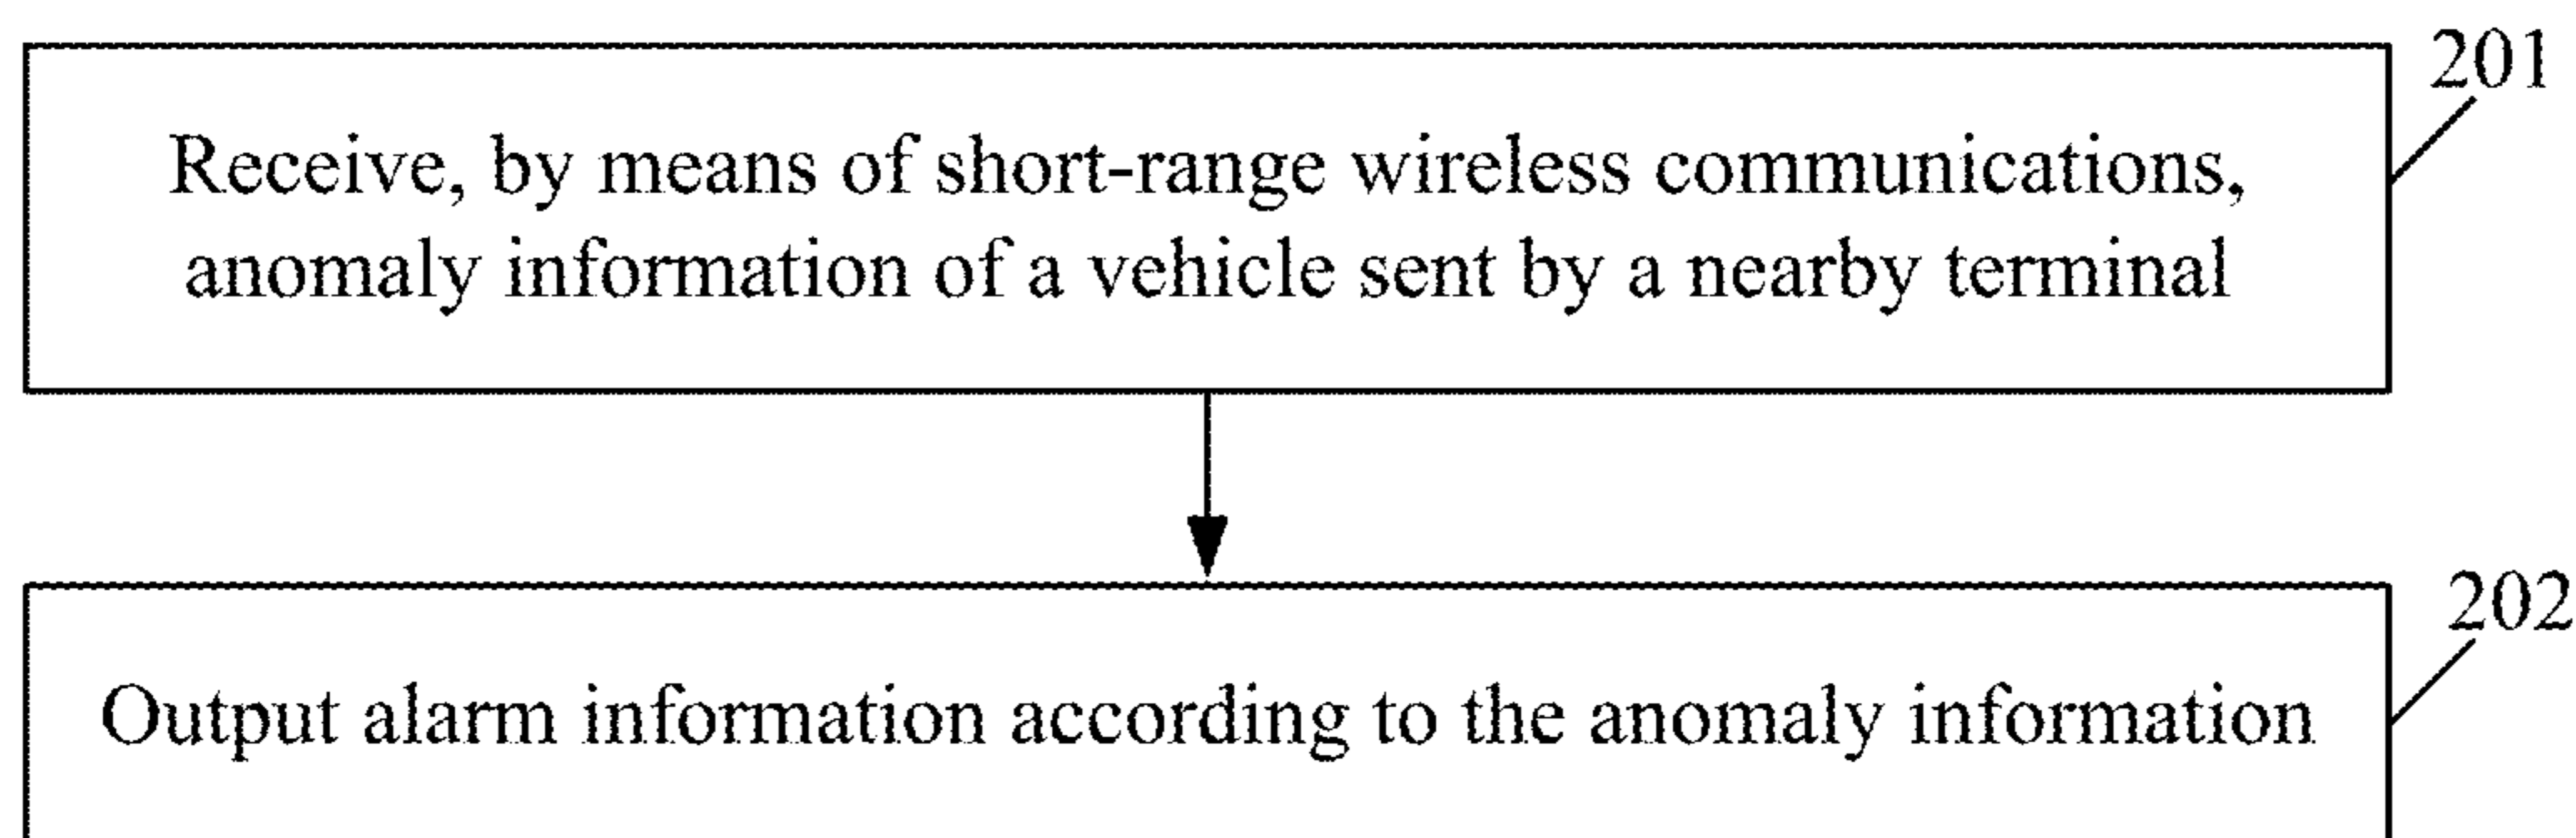 201
Receive, by means of short-range wireless communications,
anomaly information of a vehicle sent by a nearby terminal
202
Output alarm information according to the anomaly information